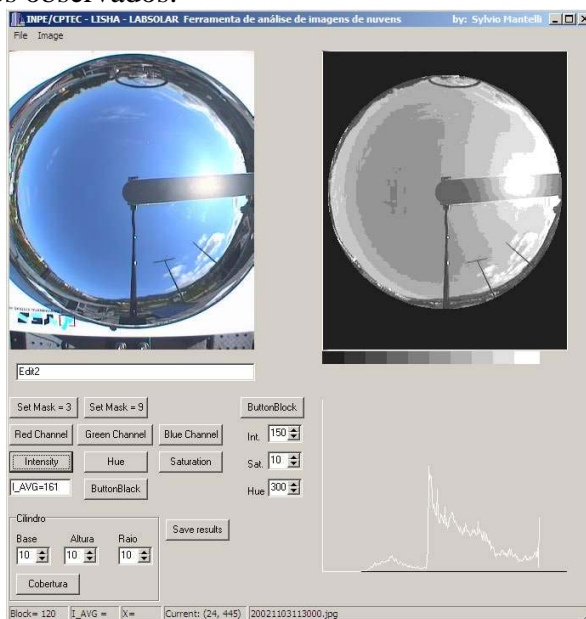 s observados.
INPE/CPTEC - LISHA - LABSOLAR Ferramenta de análise de imagens de nuvens by: Sylvio Mantelli
File Image
Edit2
Set Mask = 3 Set Mask = 9 ButtonBlock
Red Channel Green Channel Blue Channel Int. 150
Intensity Hue Saturation Sat. 10
I_AVG=161 ButtonBlack Hue 300
Cilindro
Save results
Base Altura Raio
10 10 10
Cobertura
Block= 120 I_AVG = X= Current: (24, 445) 20021103113000.jpg